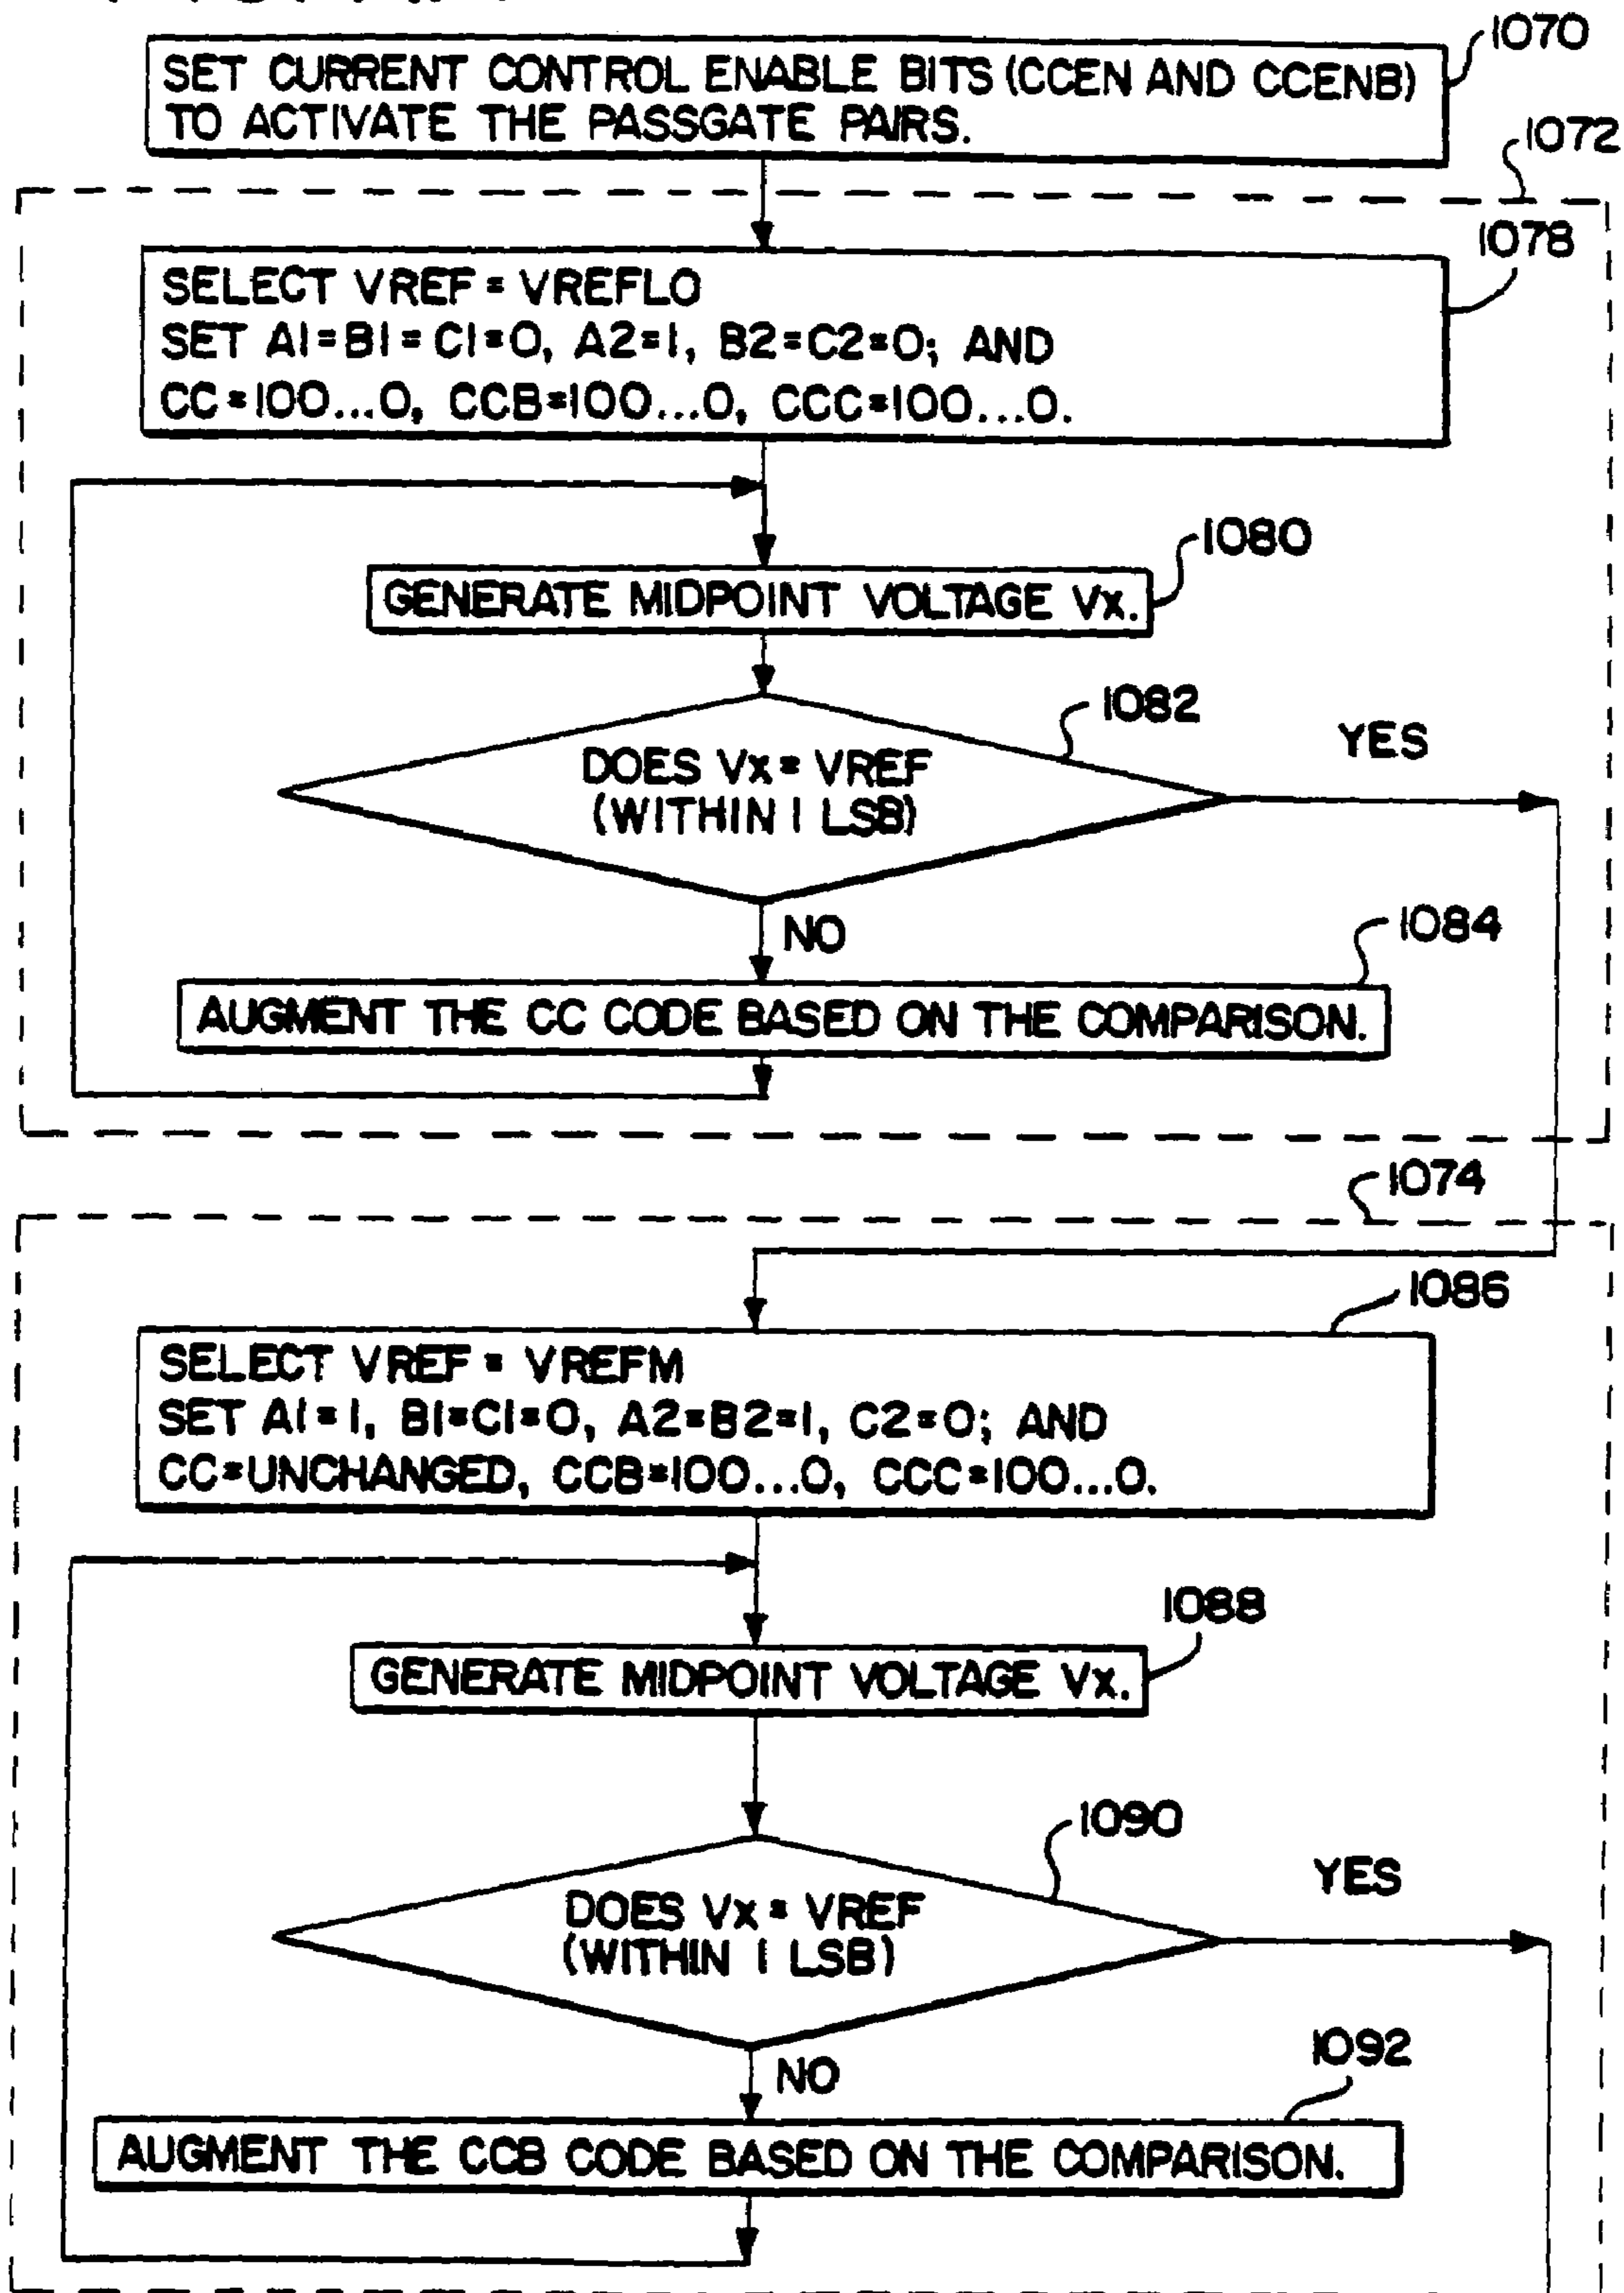 1070
SET CURRENT CONTROL ENABLE BITS (CCEN AND CCENB)
TO ACTIVATE THE PASSGATE PAIRS.
1072
1078
SELECT VREF = VREFLO
SET A1=B1=C1=0, A2=1, B2=C2=0; AND
CC=100...0, CCB=100...0, CCC=100...0.
1080
GENERATE MIDPOINT VOLTAGE Vx.
1082
YES
DOES Vx = VREF
(WITHIN 1 LSB)
NO
1084
AUGMENT THE CC CODE BASED ON THE COMPARISON.
1074
1086
SELECT VREF = VREFM
SET A1=1, B1=C1=0, A2=B2=1, C2=0; AND
CC=UNCHANGED, CCB=100...0, CCC=100...0.
1088
GENERATE MIDPOINT VOLTAGE Vx.
1090
YES
DOES Vx = VREF
(WITHIN 1 LSB)
NO
1092
AUGMENT THE CCB CODE BASED ON THE COMPARISON.